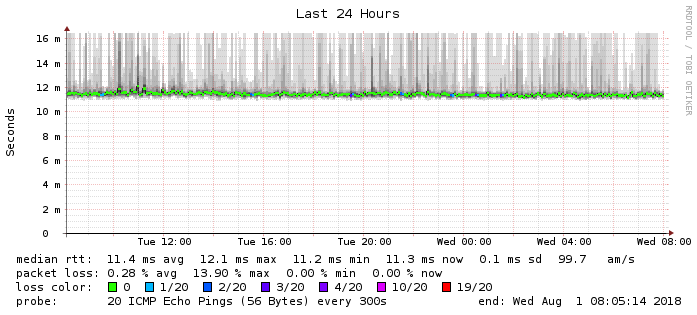 Last 24 Hours
RRDTOOL / TOBI OETIKER
Seconds
16 m
14 m
12 m
10 m
8 m
6 m
4 m
2 m
0
Tue 12:00 Tue 16:00 Tue 20:00 Wed 00:00 Wed 04:00 Wed 08:00
median rtt: 11.4 ms avg 12.1 ms max 11.2 ms min 11.3 ms now 0.1 ms sd 99.7 am/s
packet loss: 0.28 % avg 13.90 % max 0.00 % min 0.00 % now
loss color: 0 1/20 2/20 3/20 4/20 10/20 19/20
probe: 20 ICMP Echo Pings (56 Bytes) every 300s end: Wed Aug 1 08:05:14 2018